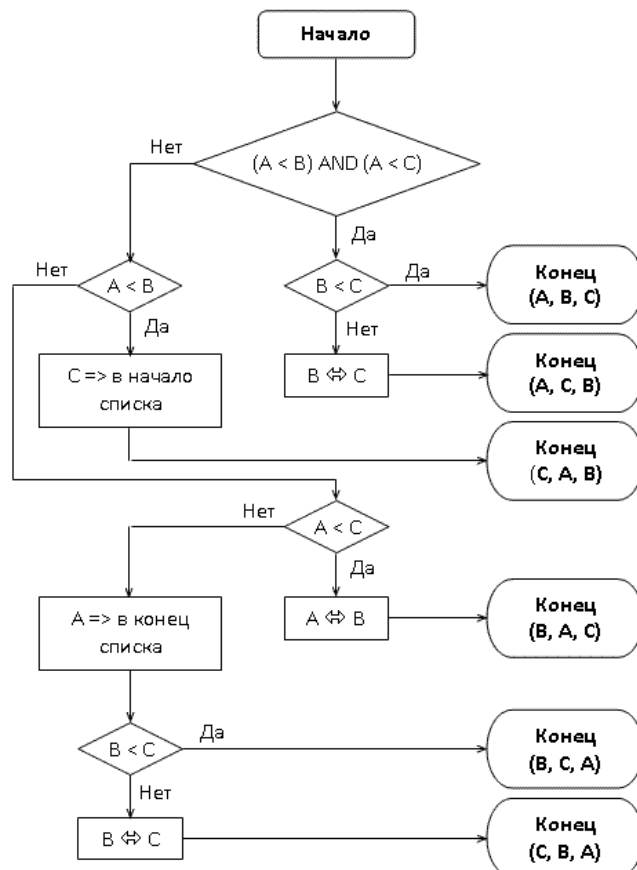 Начало
Нет
(A < B) AND (A < C)
Да
Нет
A < B
B < C
Да
Конец
(A, B, C)
Да
Нет
C => в начало
списка
B ⇔ C
Конец
(A, C, B)
Конец
(C, A, B)
Нет
A < C
Да
A => в конец
списка
A ⇔ B
Конец
(B, A, C)
B < C
Да
Конец
(B, C, A)
Нет
B ⇔ C
Конец
(C, B, A)